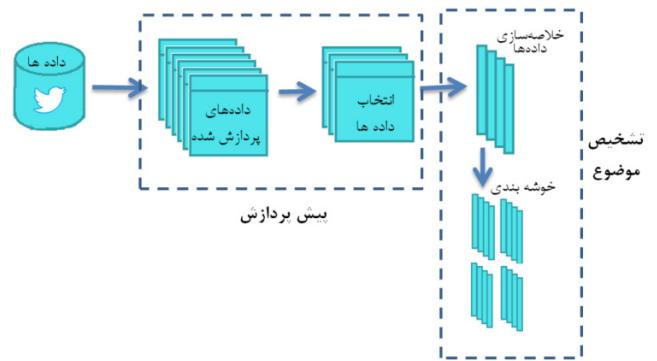 داده ها
داده‌های
پردازش شده
انتخاب
داده ها
پیش پردازش
خلاصه‌سازی
داده‌ها
خوشه بندی
تشخیص
موضوع